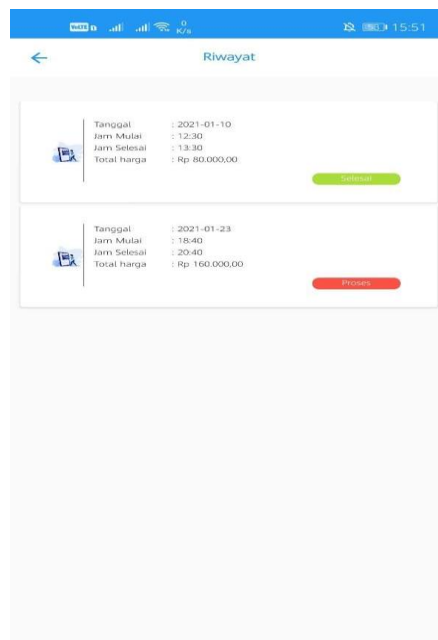 0
K/s
15:51
Riwayat
Tanggal : 2021-01-10
Jam Mulai : 12:30
Jam Selesai : 13:30
Total harga : Rp 80.000,00
Selesai
Tanggal : 2021-01-23
Jam Mulai : 18:40
Jam Selesai : 20:40
Total harga : Rp 160.000,00
Proses